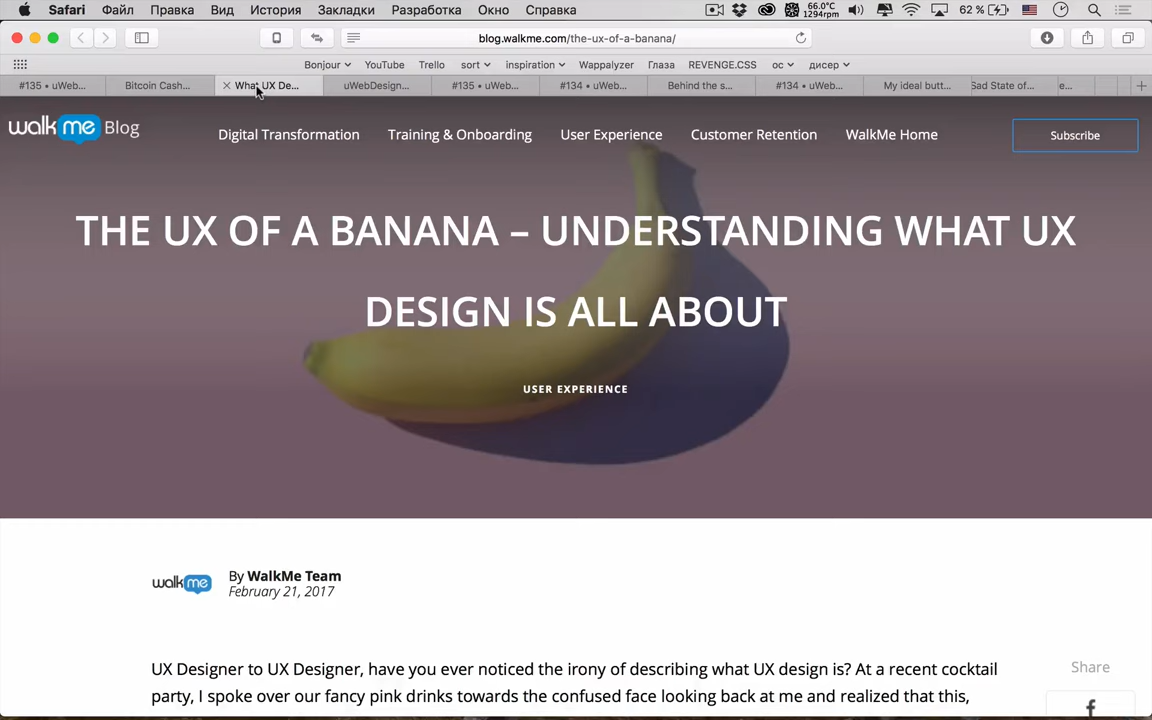 Safari Файл Правка Вид История Закладки Разработка Окно Справка 66.0°C 1294rpm 62 %
blog.walkme.com/the-ux-of-a-banana/
Bonjour YouTube Trello sort inspiration Wappalyzer Глаза REVENGE.CSS ос дисер
#135 • uWeb... Bitcoin Cash... What UX De... uWebDesign... #135 • uWeb... #134 • uWeb... Behind the s... #134 • uWeb... My ideal butt... Sad State of... e...
walkme Blog Digital Transformation Training & Onboarding User Experience Customer Retention WalkMe Home Subscribe
THE UX OF A BANANA – UNDERSTANDING WHAT UX
DESIGN IS ALL ABOUT
USER EXPERIENCE
walkme By WalkMe Team
February 21, 2017
UX Designer to UX Designer, have you ever noticed the irony of describing what UX design is? At a recent cocktail
party, I spoke over our fancy pink drinks towards the confused face looking back at me and realized that this,
Share